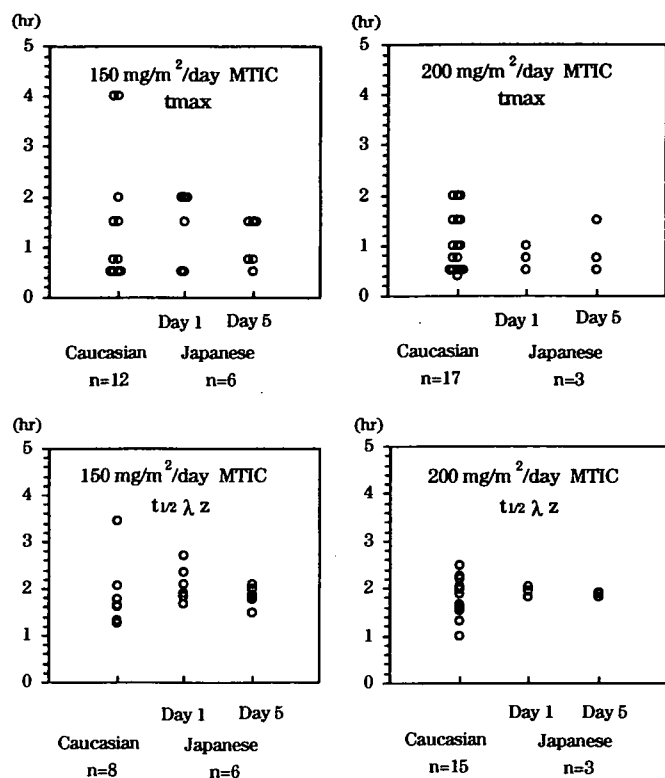 (hr)
5
4
3
2
1
0
150 mg/m²/day MTIC
tmax
Day 1 Day 5
Caucasian Japanese
n=12 n=6
(hr)
5
4
3
2
1
0
200 mg/m²/day MTIC
tmax
Day 1 Day 5
Caucasian Japanese
n=17 n=3
(hr)
5
4
3
2
1
0
150 mg/m²/day MTIC
t1/2 λ z
Day 1 Day 5
Caucasian Japanese
n=8 n=6
(hr)
5
4
3
2
1
0
200 mg/m²/day MTIC
t1/2 λ z
Day 1 Day 5
Caucasian Japanese
n=15 n=3